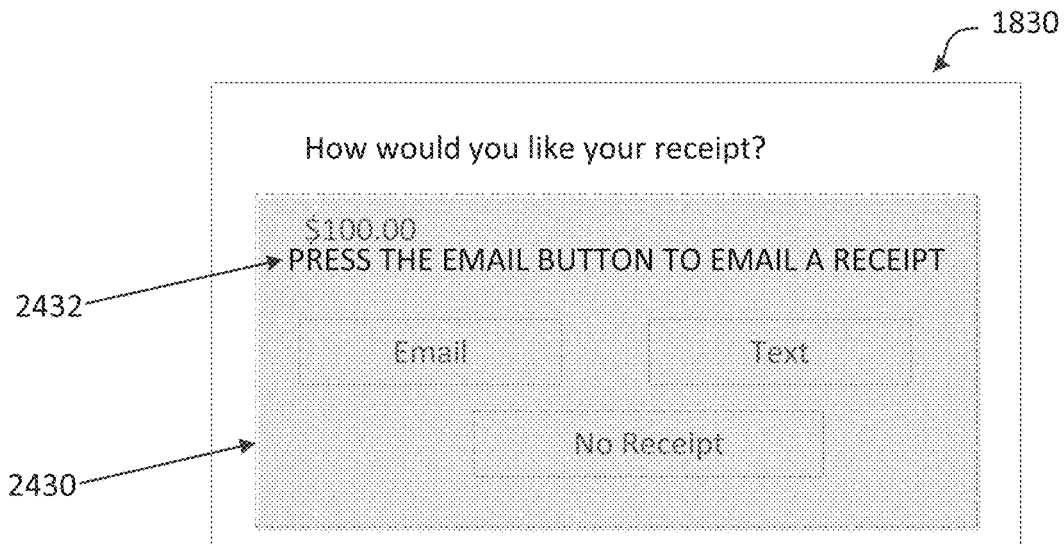 1830
How would you like your receipt?
$100.00
PRESS THE EMAIL BUTTON TO EMAIL A RECEIPT
2432
Email Text
No Receipt
2430